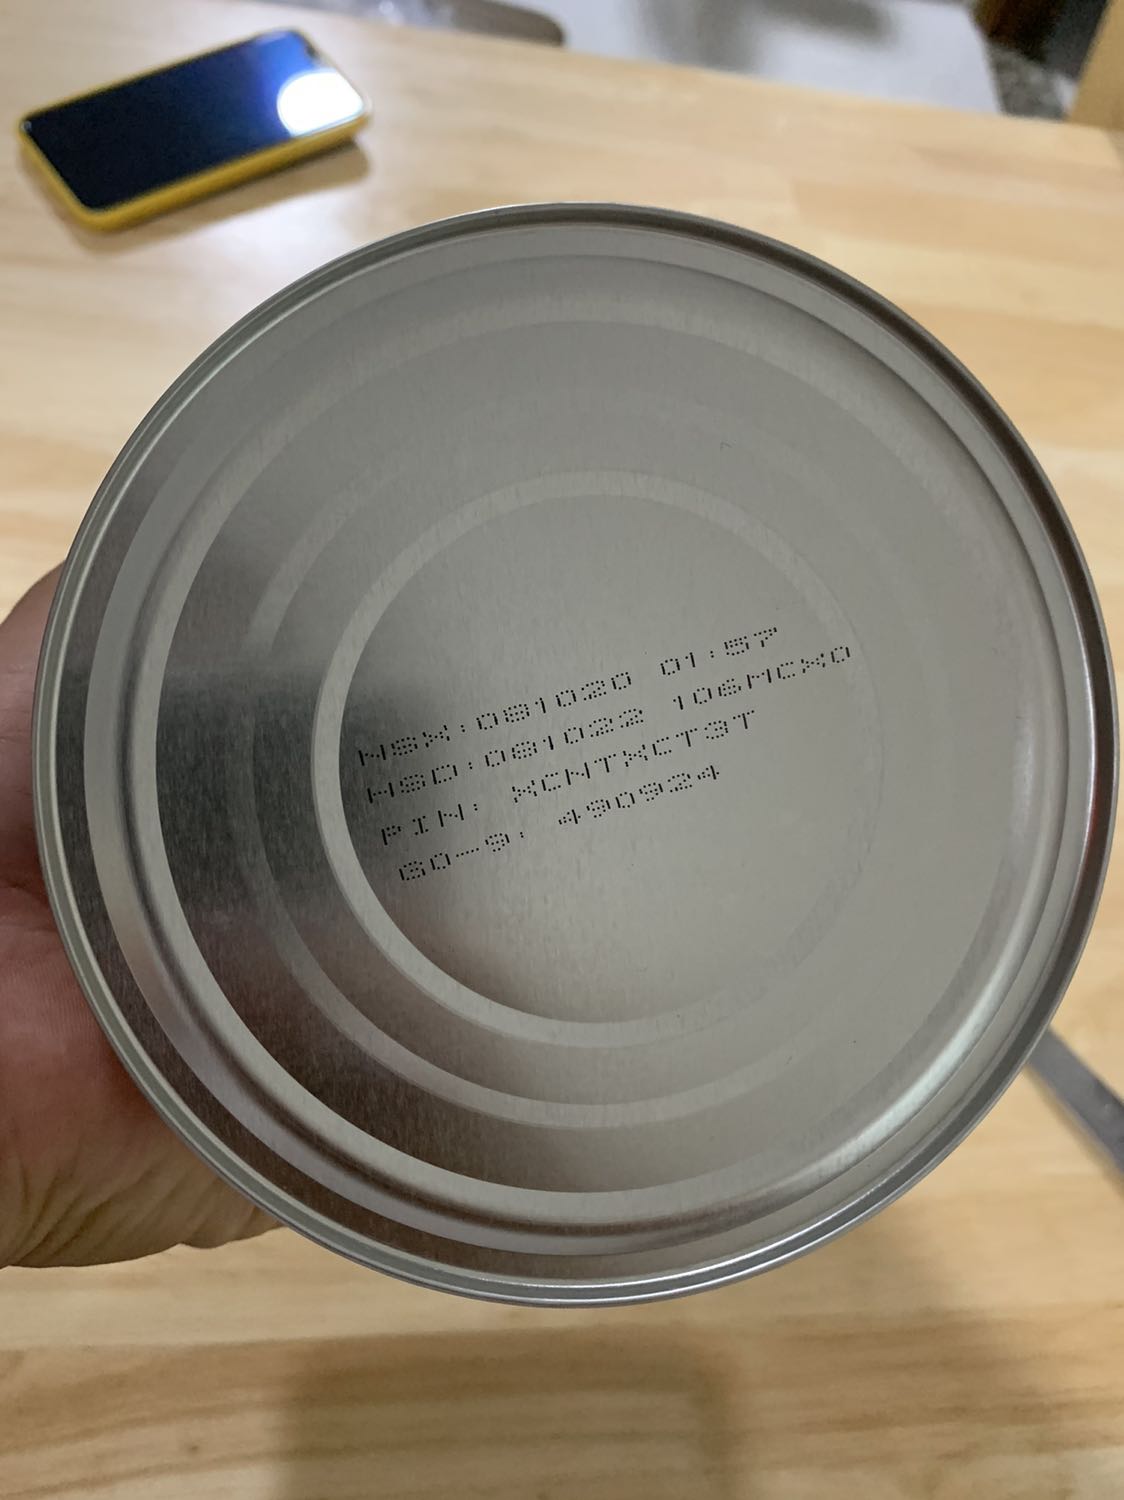 NSX:081020 01:57
HSD:081022 106MCX0
PIN: XCNTXCT3T
GO-9: 490924